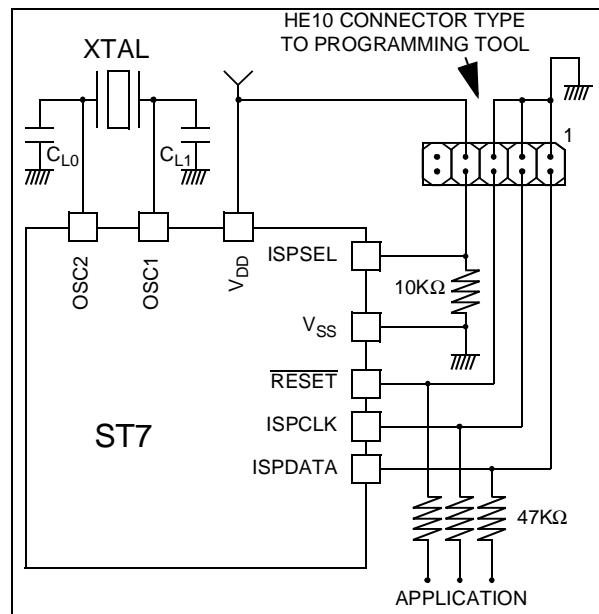 HE10 CONNECTOR TYPE
TO PROGRAMMING TOOL
XTAL
1
CL0
CL1
OSC2
OSC1
VDD
ISPSEL
10KΩ
VSS
RESET
ST7
ISPCLK
ISPDATA
47KΩ
APPLICATION